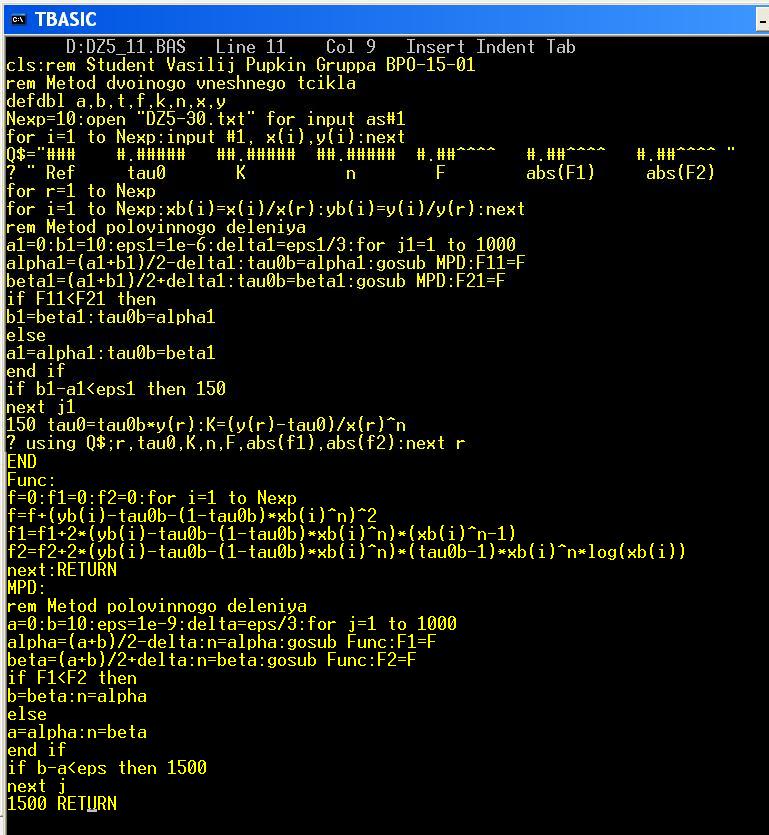 TBASIC
D:DZ5_11.BAS   Line 11    Col 9   Insert Indent Tab
cls:rem Student Vasilij Pupkin Gruppa BPO-15-01
rem Metod dvoinogo vneshnego tcikla
defdbl a,b,t,f,k,n,x,y
Nexp=10:open "DZ5-30.txt" for input as#1
for i=1 to Nexp:input #1, x(i),y(i):next
Q$="###    #.#####   ##.#####  ##.#####  #.##^^^^   #.##^^^^   #.##^^^^ "
? " Ref     tau0       K          n        F        abs(F1)     abs(F2)
for r=1 to Nexp
for i=1 to Nexp:xb(i)=x(i)/x(r):yb(i)=y(i)/y(r):next
rem Metod polovinnogo deleniya
a1=0:b1=10:eps1=1e-6:delta1=eps1/3:for j1=1 to 1000
alpha1=(a1+b1)/2-delta1:tau0b=alpha1:gosub MPD:F11=F
beta1=(a1+b1)/2+delta1:tau0b=beta1:gosub MPD:F21=F
if F11<F21 then
b1=beta1:tau0b=alpha1
else
a1=alpha1:tau0b=beta1
end if
if b1-a1<eps1 then 150
next j1
150 tau0=tau0b*y(r):K=(y(r)-tau0)/x(r)^n
? using Q$;r,tau0,K,n,F,abs(f1),abs(f2):next r
END
Func:
f=0:f1=0:f2=0:for i=1 to Nexp
f=f+(yb(i)-tau0b-(1-tau0b)*xb(i)^n)^2
f1=f1+2*(yb(i)-tau0b-(1-tau0b)*xb(i)^n)*(xb(i)^n-1)
f2=f2+2*(yb(i)-tau0b-(1-tau0b)*xb(i)^n)*(tau0b-1)*xb(i)^n*log(xb(i))
next:RETURN
MPD:
rem Metod polovinnogo deleniya
a=0:b=10:eps=1e-9:delta=eps/3:for j=1 to 1000
alpha=(a+b)/2-delta:n=alpha:gosub Func:F1=F
beta=(a+b)/2+delta:n=beta:gosub Func:F2=F
if F1<F2 then
b=beta:n=alpha
else
a=alpha:n=beta
end if
if b-a<eps then 1500
next j
1500 RETURN